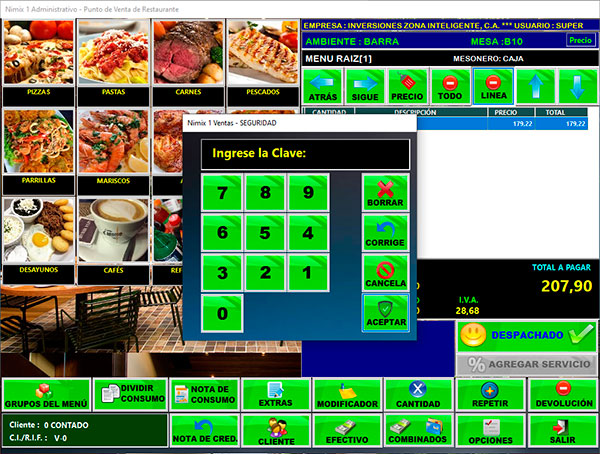 Nimix 1 Administrativo - Punto de Venta de Restaurante
EMPRESA : INVERSIONES ZONA INTELIGENTE, C.A. *** USUARIO : SUPER
AMBIENTE : BARRA MESA :B10 Precio
MENU RAIZ[1] MESONERO: CAJA
ATRÁS SIGUE PRECIO TODO LINEA
PIZZAS PASTAS CARNES PESCADOS
CANTIDAD DESCRIPCIÓN PRECIO TOTAL
179,22 179,22
Nimix 1 Ventas - SEGURIDAD
Ingrese la Clave:
7 8 9 BORRAR
6 5 4 CORRIGE
3 2 1 CANCELA
0 ACEPTAR
PARRILLAS MARISCOS
DESAYUNOS CAFÉS
TOTAL A PAGAR
207,90
I.V.A.
28,68
DESPACHADO
% AGREGAR SERVICIO
GRUPOS DEL MENÚ DIVIDIR CONSUMO NOTA DE CONSUMO EXTRAS MODIFICADOR CANTIDAD REPETIR DEVOLUCIÓN
Cliente : 0 CONTADO
C.I./R.I.F. : V-0
NOTA DE CRED. CLIENTE EFECTIVO COMBINADOS OPCIONES SALIR